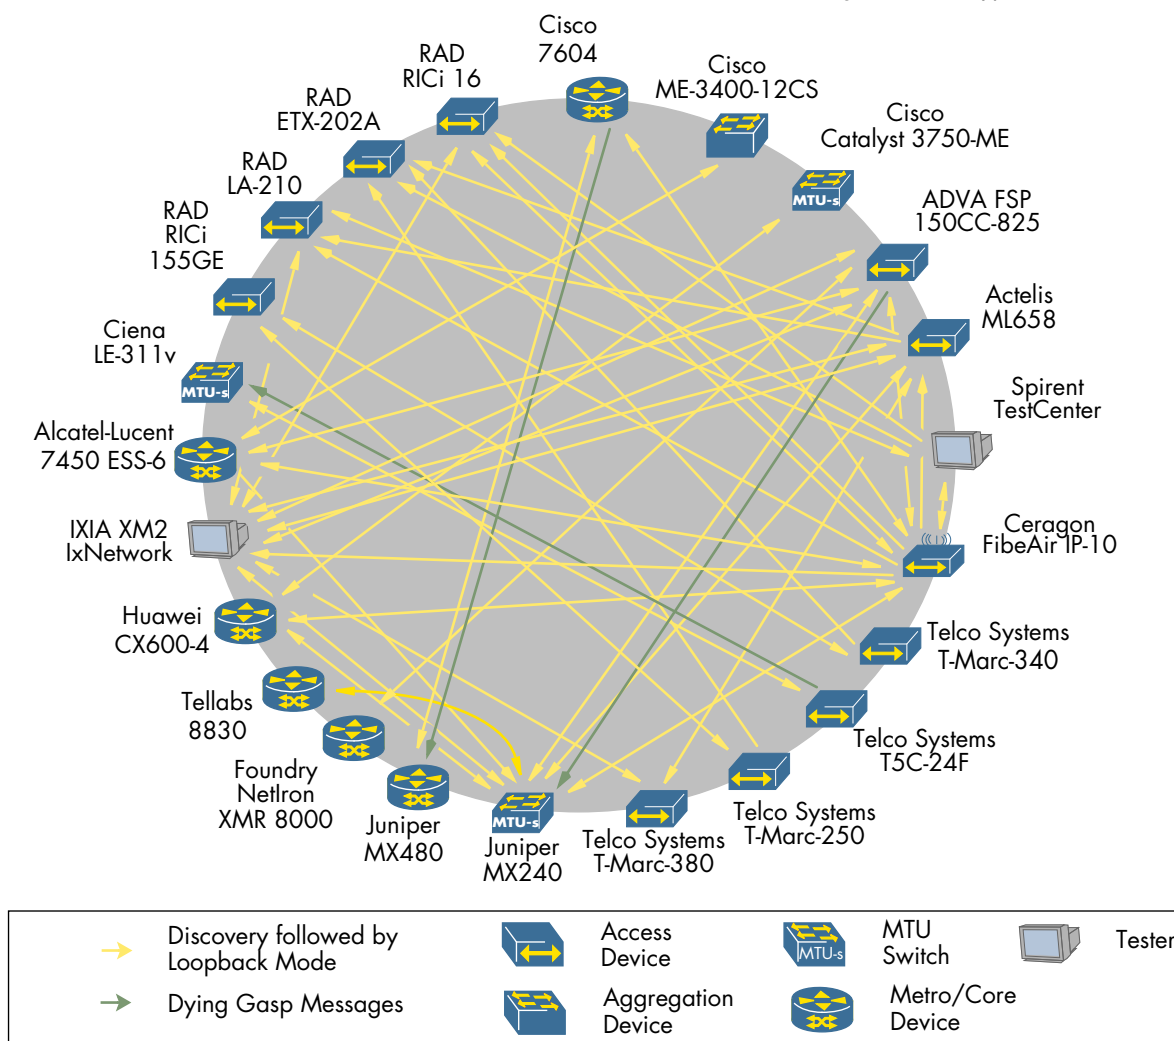 Cisco
7604
RAD
RICi 16
Cisco
ME-3400-12CS
RAD
ETX-202A
Cisco
Catalyst 3750-ME
RAD
LA-210
MTU-s
ADVA FSP
150CC-825
RAD
RICi
155GE
Actelis
ML658
Ciena
LE-311v
MTU-s
Spirent
TestCenter
Alcatel-Lucent
7450 ESS-6
IXIA XM2
IxNetwork
Ceragon
FibeAir IP-10
Huawei
CX600-4
Telco Systems
T-Marc-340
Tellabs
8830
Telco Systems
T5C-24F
Foundry
NetIron
XMR 8000
Juniper
MX480
MTU-s
Juniper
MX240
Telco Systems
T-Marc-380
Telco Systems
T-Marc-250
Discovery followed by
Loopback Mode
Dying Gasp Messages
Access
Device
Aggregation
Device
MTU-s
MTU
Switch
Metro/Core
Device
Tester